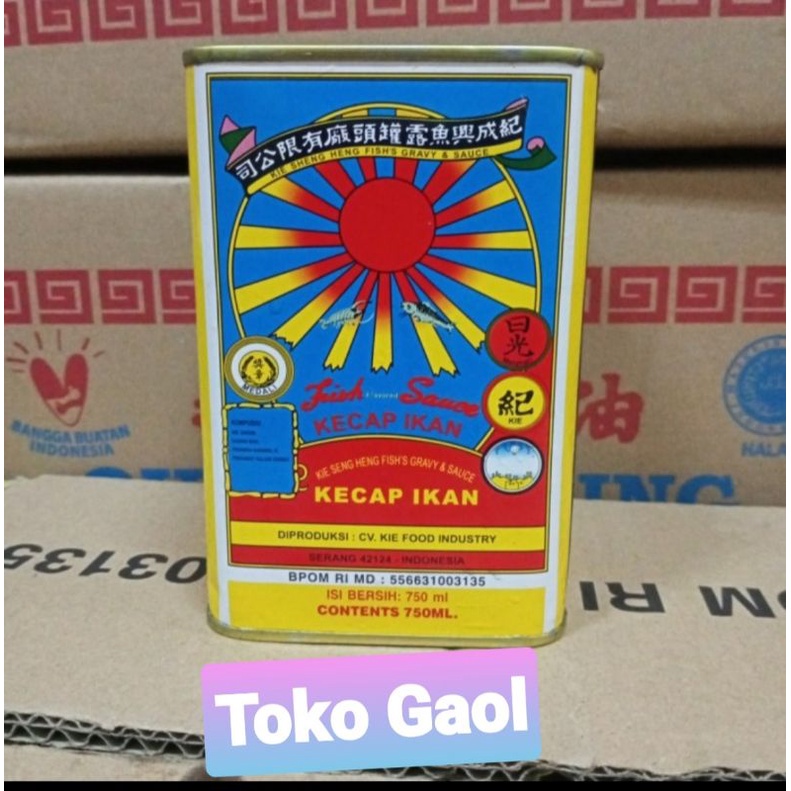 紀成興魚露罐頭廠有限公司
KIE SHENG HENG FISH'S GRAVY & SAUCE
日光
MEDALI
Fish Sauce
KECAP IKAN
紀
KIE
KIE SENG HENG FISH'S GRAVY & SAUCE
KECAP IKAN
DIPRODUKSI : CV. KIE FOOD INDUSTRY
SERANG 42124 - INDONESIA
BPOM RI MD : 556631003135
ISI BERSIH: 750 ml
CONTENTS 750ML.
BANGGA BUATAN
INDONESIA
油
ING
03135
OM RI M
Toko Gaol